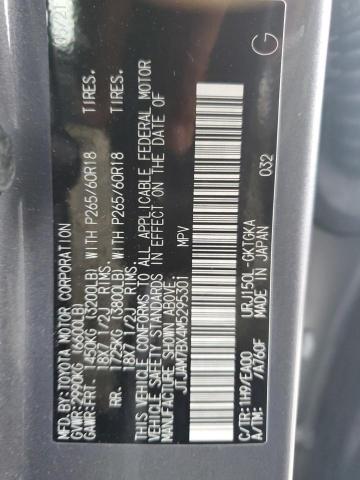 MFD. BY: TOYOTA MOTOR CORPORATION
GVWR: 2990KG (6600LB)
GAWR: FR. 1450KG (3200LB) WITH P265/60R18 TIRES.
18X7 1/2J RIMS.
RR. 1725KG (3800LB) WITH P265/60R18 TIRES.
18X7 1/2J RIMS.
THIS VEHICLE CONFORMS TO ALL APPLICABLE FEDERAL MOTOR
VEHICLE SAFETY STANDARDS IN EFFECT ON THE DATE OF
MANUFACTURE SHOWN ABOVE.
JTJAM7BX4M5295301 MPV
C/TR: 1H9/EA00 URJ150L-GKTGKA 032
A/TM: /A760F MADE IN JAPAN
G